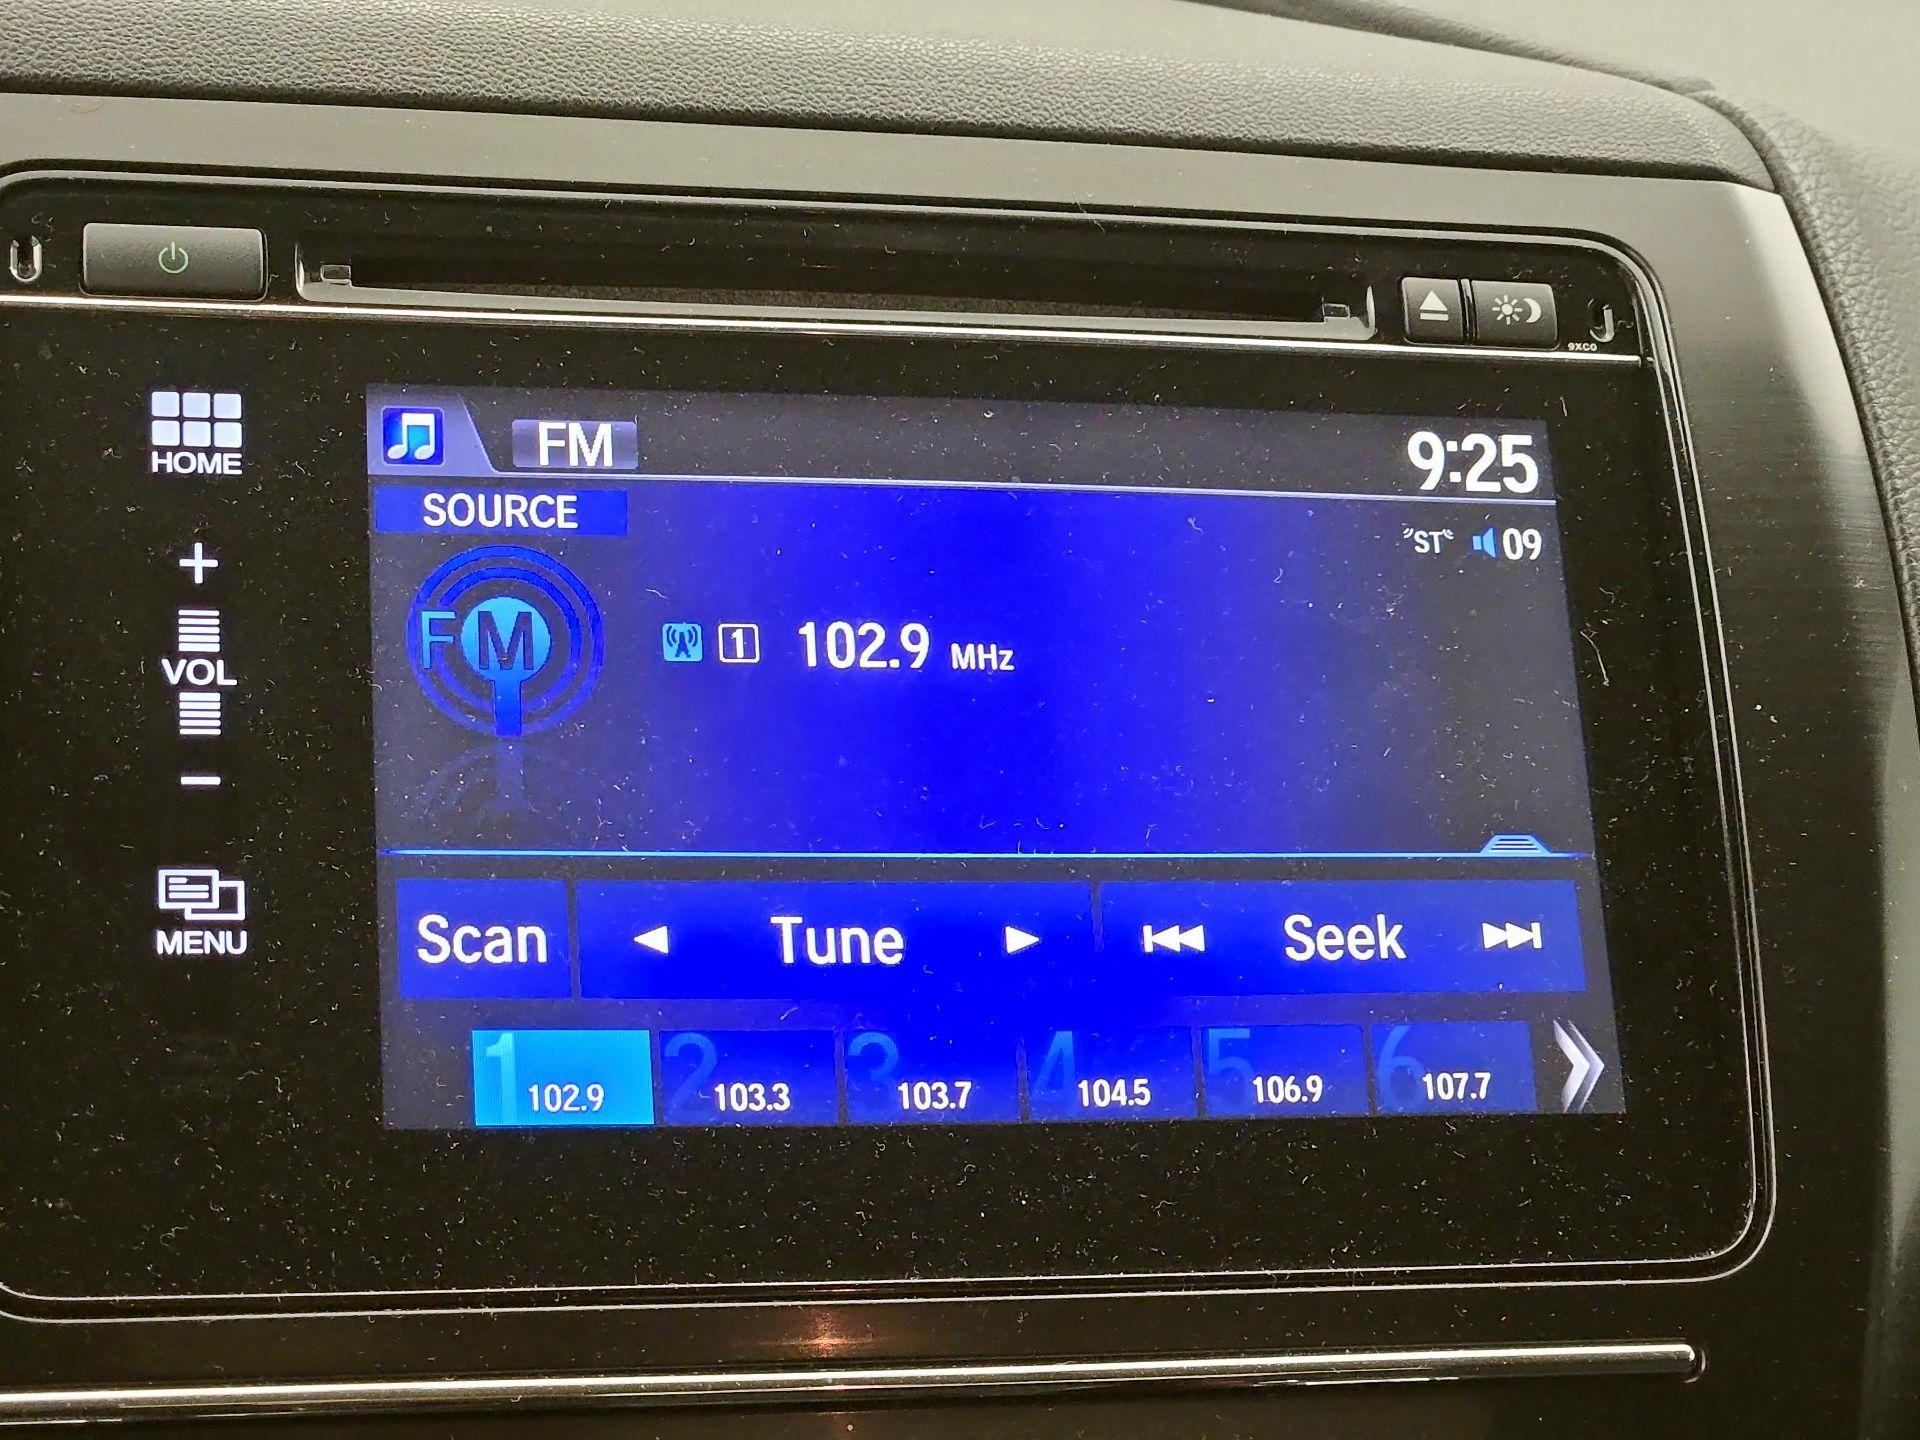 9XC0
HOME
FM
9:25
SOURCE
ST 09
FM
1 102.9 MHz
VOL
MENU
Scan Tune Seek
1 2 3 4 5 6
102.9 103.3 103.7 104.5 106.9 107.7